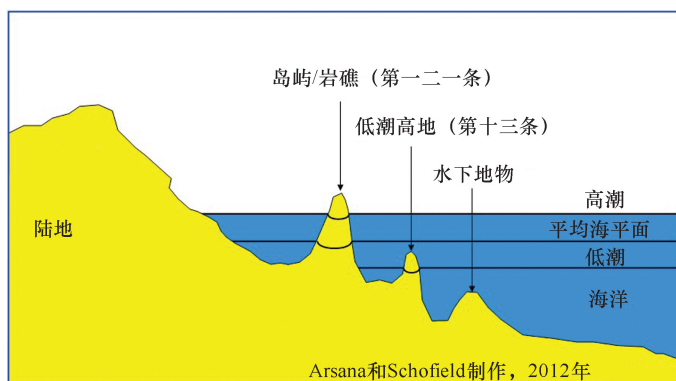 岛屿/岩礁（第一二一条）
低潮高地（第十三条）
水下地物
高潮
陆地
平均海平面
低潮
海洋
Arsana和Schofield制作，2012年